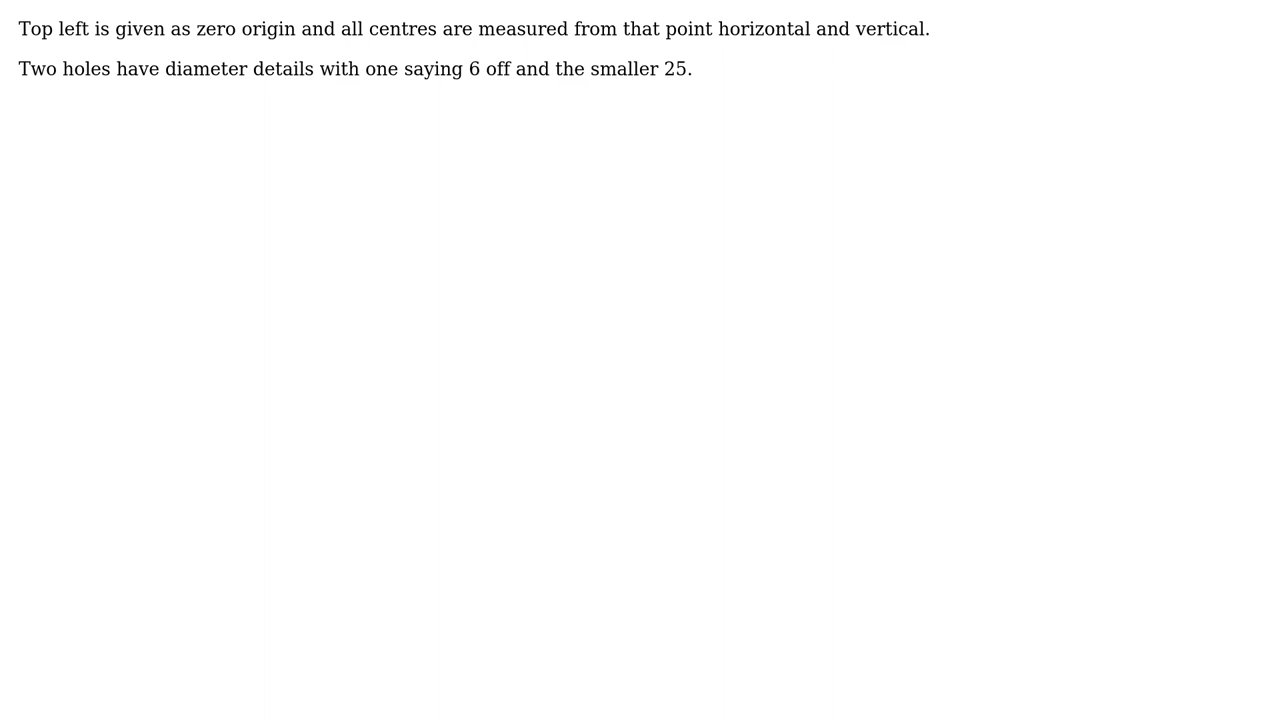 Top left is given as zero origin and all centres are measured from that point horizontal and vertical.
Two holes have diameter details with one saying 6 off and the smaller 25.